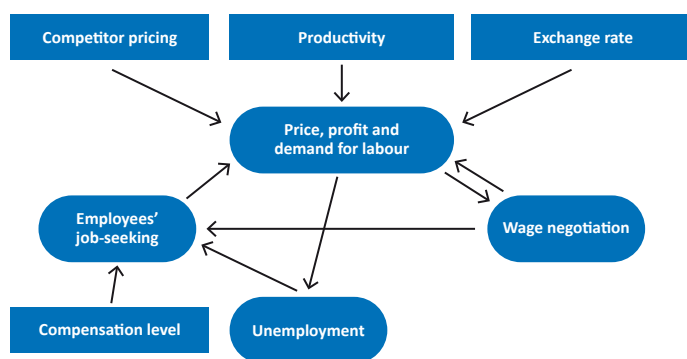 Competitor pricing
Productivity
Exchange rate
Price, profit and
demand for labour
Employees’
job-seeking
Wage negotiation
Compensation level
Unemployment